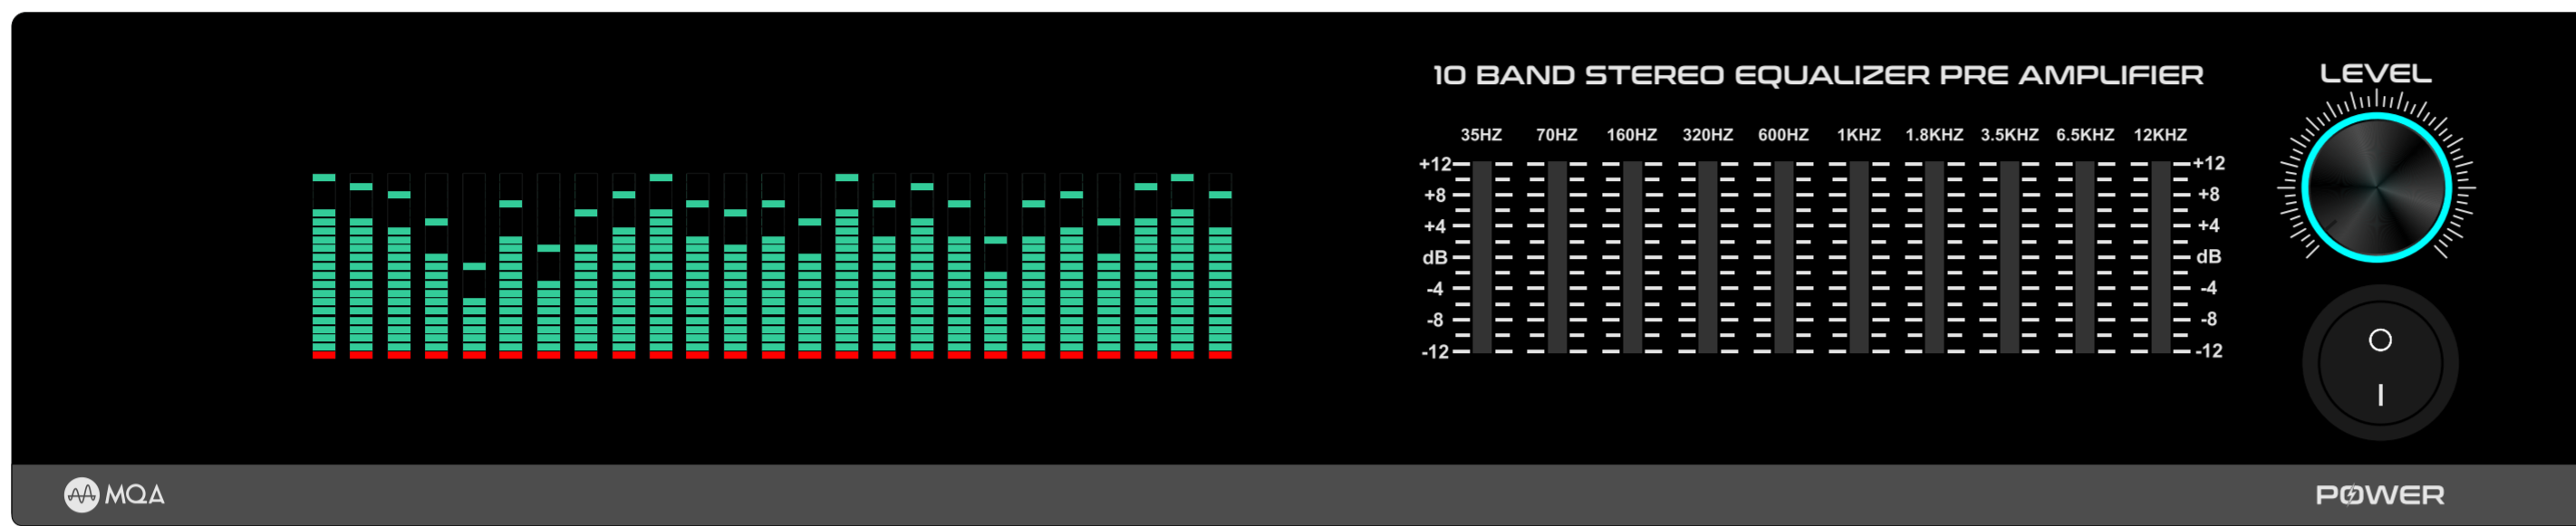 10 BAND STEREO EQUALIZER PRE AMPLIFIER
LEVEL
35HZ 70HZ 160HZ 320HZ 600HZ 1KHZ 1.8KHZ 3.5KHZ 6.5KHZ 12KHZ
+12 +12
+8 +8
+4 +4
dB dB
-4 -4
-8 -8
-12 -12
MQA
POWER